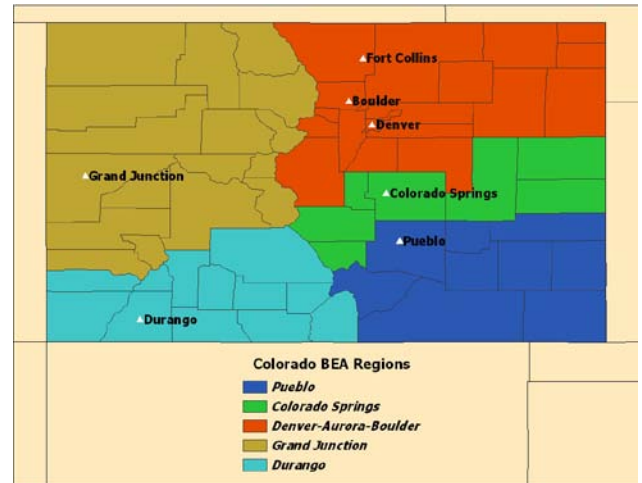 Fort Collins
Boulder
Denver
Grand Junction
Colorado Springs
Pueblo
Durango
Colorado BEA Regions
Pueblo
Colorado Springs
Denver-Aurora-Boulder
Grand Junction
Durango